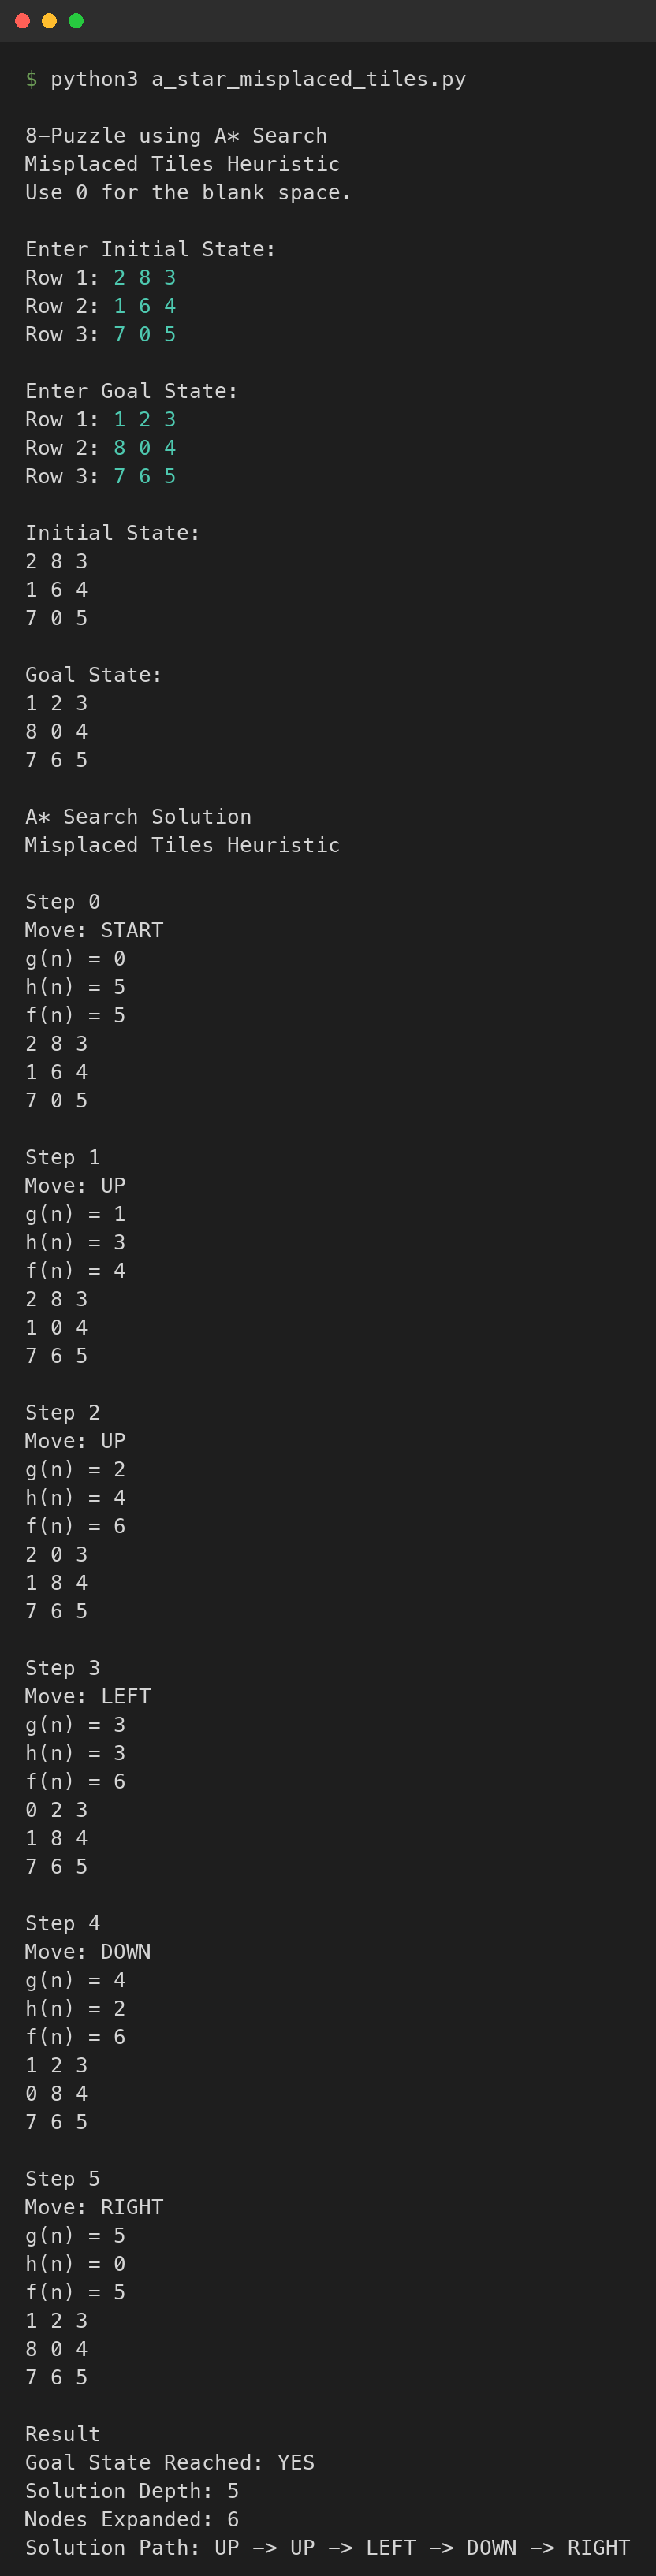 $ python3 a_star_misplaced_tiles.py
8-Puzzle using A* Search
Misplaced Tiles Heuristic
Use 0 for the blank space.
Enter Initial State:
Row 1: 2 8 3
Row 2: 1 6 4
Row 3: 7 0 5
Enter Goal State:
Row 1: 1 2 3
Row 2: 8 0 4
Row 3: 7 6 5
Initial State:
2 8 3
1 6 4
7 0 5
Goal State:
1 2 3
8 0 4
7 6 5
A* Search Solution
Misplaced Tiles Heuristic
Step 0
Move: START
g(n) = 0
h(n) = 5
f(n) = 5
2 8 3
1 6 4
7 0 5
Step 1
Move: UP
g(n) = 1
h(n) = 3
f(n) = 4
2 8 3
1 0 4
7 6 5
Step 2
Move: UP
g(n) = 2
h(n) = 4
f(n) = 6
2 0 3
1 8 4
7 6 5
Step 3
Move: LEFT
g(n) = 3
h(n) = 3
f(n) = 6
0 2 3
1 8 4
7 6 5
Step 4
Move: DOWN
g(n) = 4
h(n) = 2
f(n) = 6
1 2 3
0 8 4
7 6 5
Step 5
Move: RIGHT
g(n) = 5
h(n) = 0
f(n) = 5
1 2 3
8 0 4
7 6 5
Result
Goal State Reached: YES
Solution Depth: 5
Nodes Expanded: 6
Solution Path: UP -> UP -> LEFT -> DOWN -> RIGHT